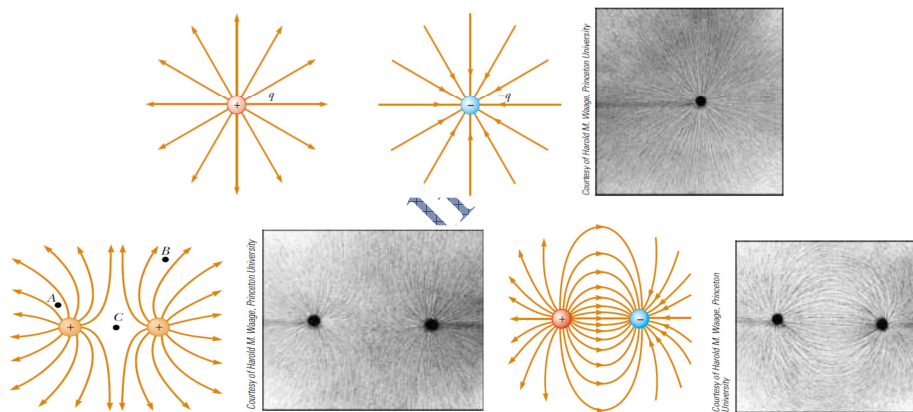 +
q
−
−q
Courtesy of Harold M. Waage, Princeton University
A
B
C
+
+
Courtesy of Harold M. Waage, Princeton University
+
−
Courtesy of Harold M. Waage, Princeton
University